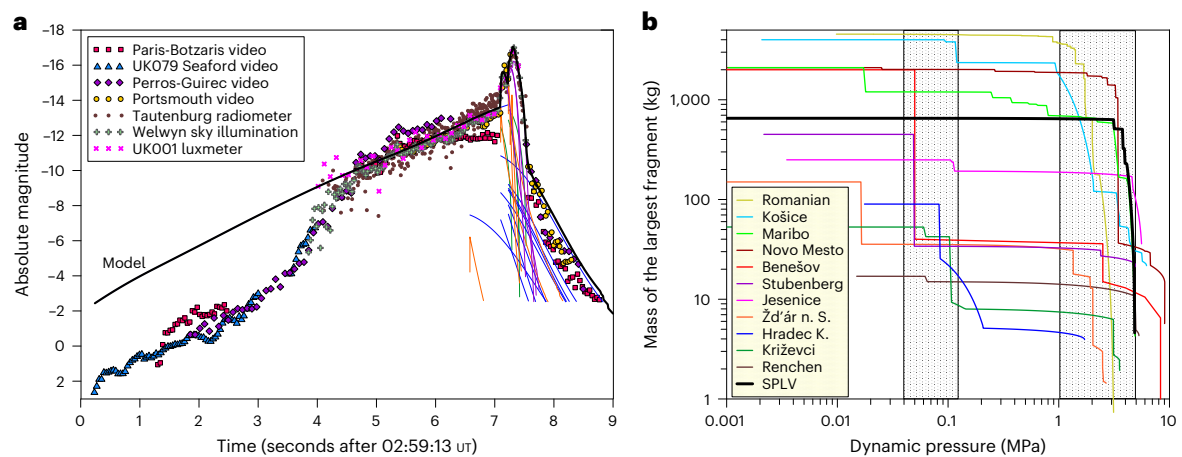 a
−18
−16
−14
−12
−10
−8
−6
−4
−2
0
2
Absolute magnitude
Paris-Botzaris video
UK079 Seaford video
Perros-Guirec video
Portsmouth video
Tautenburg radiometer
Welwyn sky illumination
UK001 luxmeter
Model
0 1 2 3 4 5 6 7 8 9
Time (seconds after 02:59:13 UT)
b
Mass of the largest fragment (kg)
1,000
100
10
1
Romanian
Košice
Maribo
Novo Mesto
Benešov
Stubenberg
Jesenice
Žd’ár n. S.
Hradec K.
Križevci
Renchen
SPLV
0.001 0.01 0.1 1 10
Dynamic pressure (MPa)